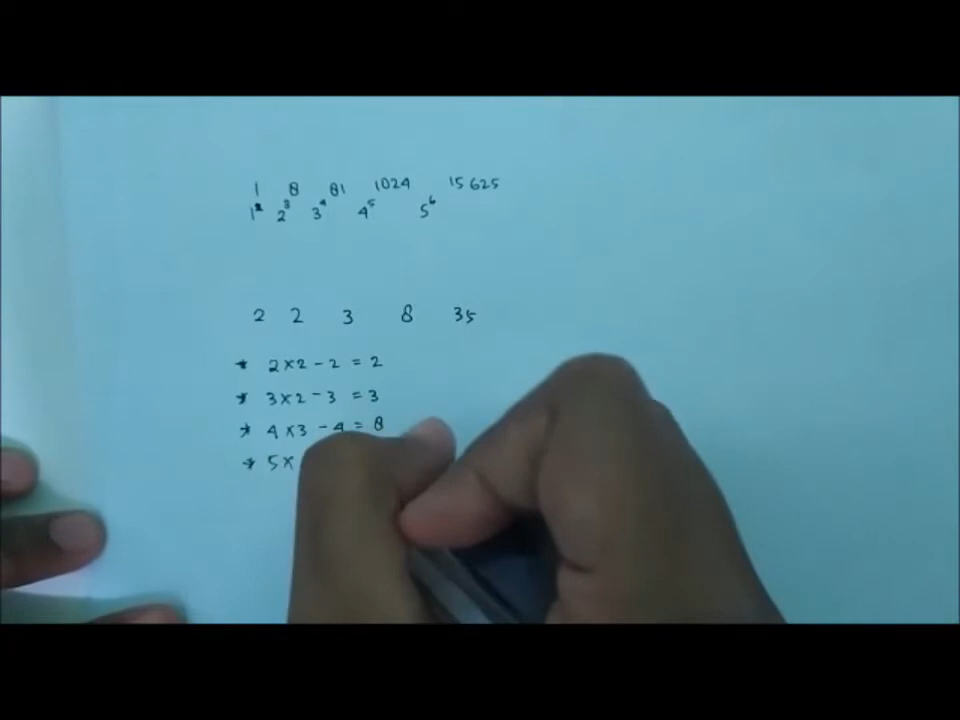 1 8 81 1024 15625
1² 2³ 3⁴ 4⁵ 5⁶
2 2 3 8 35
* 2×2-2 = 2
* 3×2-3 = 3
* 4×3-4 = 8
* 5×